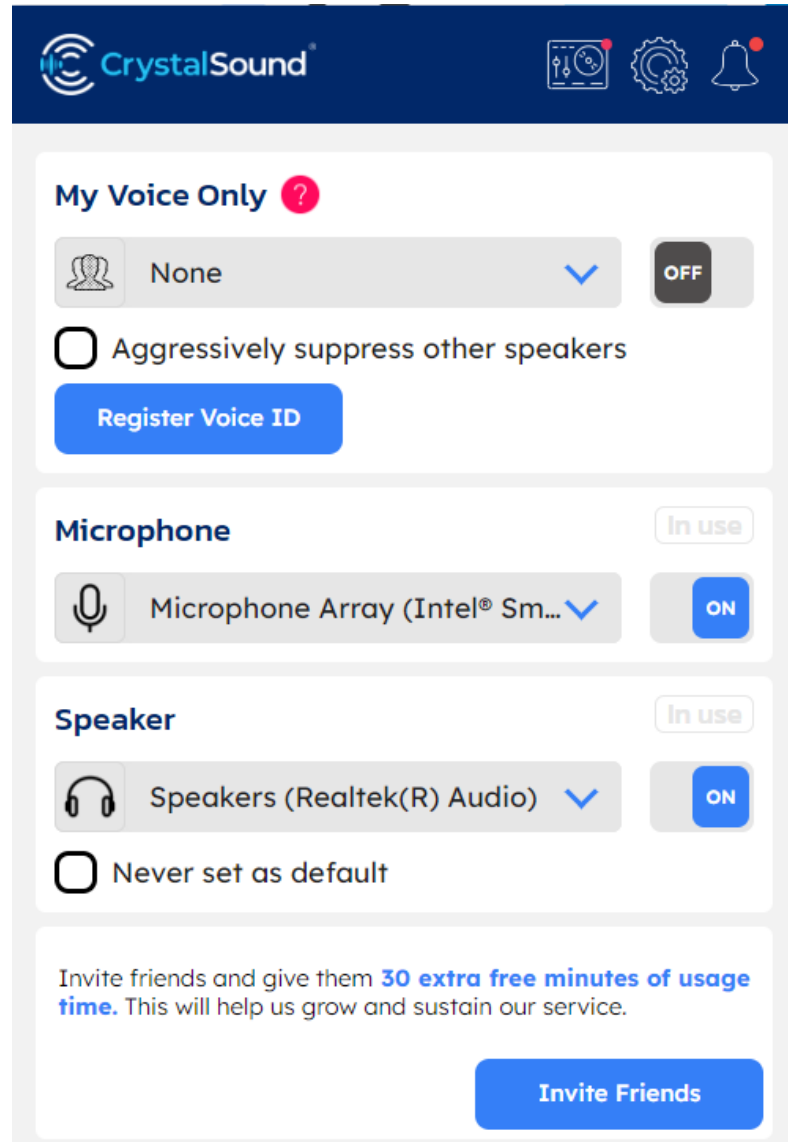 CrystalSound®
My Voice Only ?
None
OFF
Aggressively suppress other speakers
Register Voice ID
Microphone
In use
Microphone Array (Intel® Sm...
ON
Speaker
In use
Speakers (Realtek(R) Audio)
ON
Never set as default
Invite friends and give them 30 extra free minutes of usage
time. This will help us grow and sustain our service.
Invite Friends